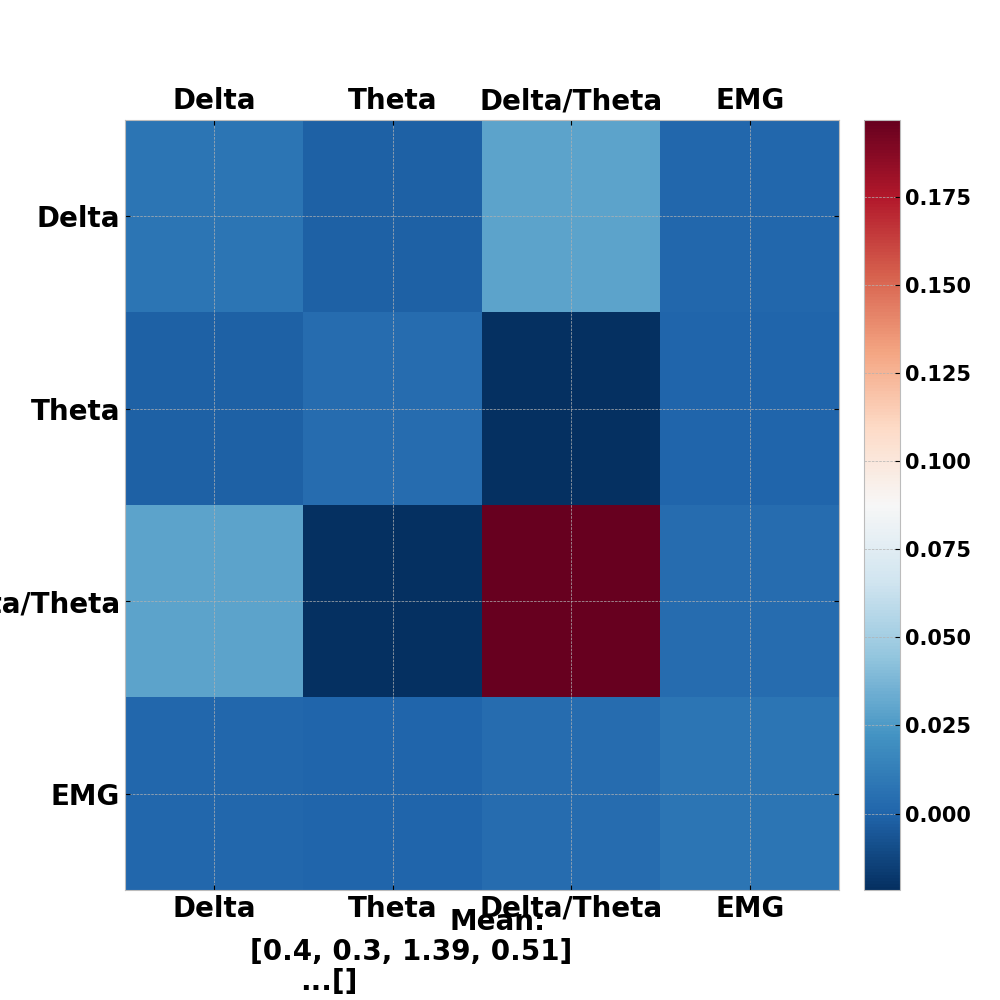 Delta Theta Delta/Theta EMG
Delta
Theta
ta/Theta
EMG
0.175
0.150
0.125
0.100
0.075
0.050
0.025
0.000
Delta Theta Delta/Theta EMG
Mean:
[0.4, 0.3, 1.39, 0.51]
...[]